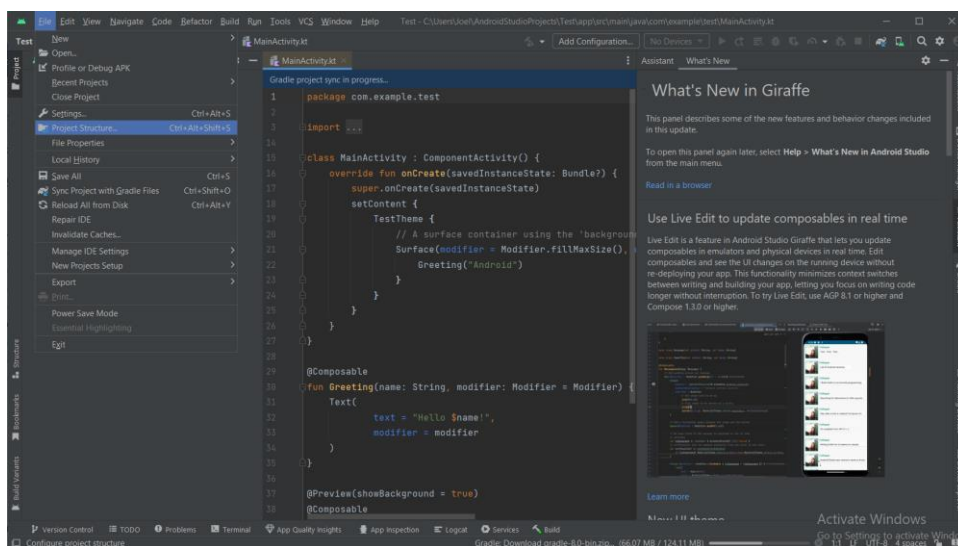 File Edit View Navigate Code Refactor Build Run Tools VCS Window Help Test - C:\Users\Joel\AndroidStudioProjects\Test\app\src\main\java\com\example\test\MainActivity.kt
Test
MainActivity.kt
Add Configuration...
No Devices
New
Open...
Profile or Debug APK
Recent Projects
Close Project
Settings... Ctrl+Alt+S
Project Structure... Ctrl+Alt+Shift+S
File Properties
Local History
Save All Ctrl+S
Sync Project with Gradle Files Ctrl+Shift+O
Reload All from Disk Ctrl+Alt+Y
Repair IDE
Invalidate Caches...
Manage IDE Settings
New Projects Setup
Export
Print...
Power Save Mode
Essential Highlighting
Exit
Project
Structure
Bookmarks
Build Variants
MainActivity.kt
Gradle project sync in progress...
1 package com.example.test
2
3 import ...
14
15 class MainActivity : ComponentActivity() {
16 override fun onCreate(savedInstanceState: Bundle?) {
17 super.onCreate(savedInstanceState)
18 setContent {
19 TestTheme {
20 // A surface container using the 'backgroun
21 Surface(modifier = Modifier.fillMaxSize(),
22 Greeting("Android")
23 }
24 }
25 }
26 }
27 }
28
29 @Composable
30 fun Greeting(name: String, modifier: Modifier = Modifier) {
31 Text(
32 text = "Hello $name!",
33 modifier = modifier
34 )
35 }
36
37 @Preview(showBackground = true)
38 @Composable
Assistant What's New
What's New in Giraffe
This panel describes some of the new features and behavior changes included
in this update.
To open this panel again later, select Help > What's New in Android Studio
from the main menu.
Read in a browser
Use Live Edit to update composables in real time
Live Edit is a feature in Android Studio Giraffe that lets you update
composables in emulators and physical devices in real time. Edit
composables and see the UI changes on the running device without
re-deploying your app. This functionality minimizes context switches
between writing and building your app, letting you focus on writing code
longer without interruption. To try Live Edit, use AGP 8.1 or higher and
Compose 1.3.0 or higher.
Learn more
New UI theme
Activate Windows
Go to Settings to activate Wind
Version Control TODO Problems Terminal App Quality Insights App Inspection Logcat Services Build
Configure project structure
Gradle: Download gradle-8.0-bin.zip... (66.07 MB / 124.11 MB)
1:1 LF UTF-8 4 spaces